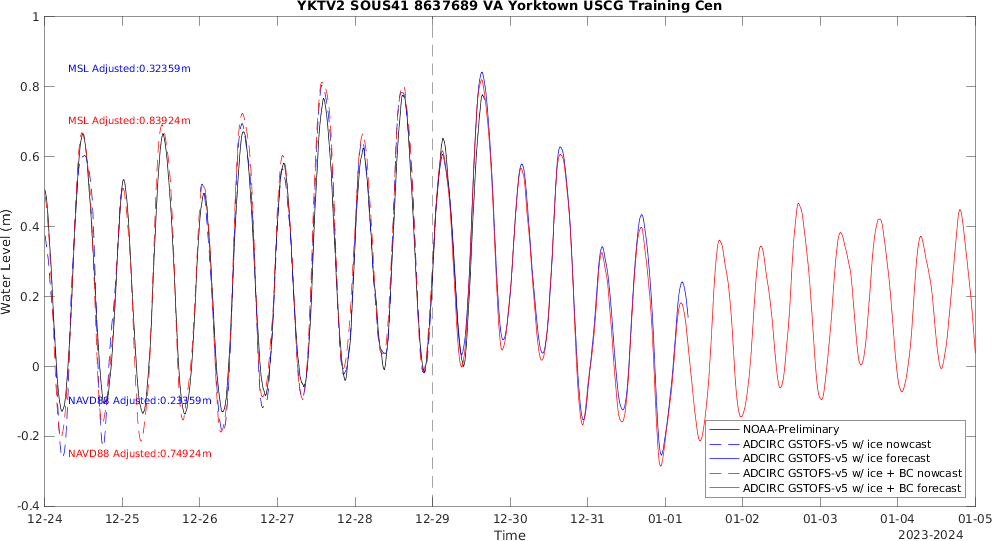 YKTV2 SOUS41 8637689 VA Yorktown USCG Training Cen
Water Level (m)
1
0.8
0.6
0.4
0.2
0
-0.2
-0.4
MSL Adjusted:0.32359m
MSL Adjusted:0.83924m
NAVD88 Adjusted:0.23359m
NAVD88 Adjusted:0.74924m
NOAA-Preliminary
ADCIRC GSTOFS-v5 w/ ice nowcast
ADCIRC GSTOFS-v5 w/ ice forecast
ADCIRC GSTOFS-v5 w/ ice + BC nowcast
ADCIRC GSTOFS-v5 w/ ice + BC forecast
12-24 12-25 12-26 12-27 12-28 12-29 12-30 12-31 01-01 01-02 01-03 01-04 01-05
Time
2023-2024